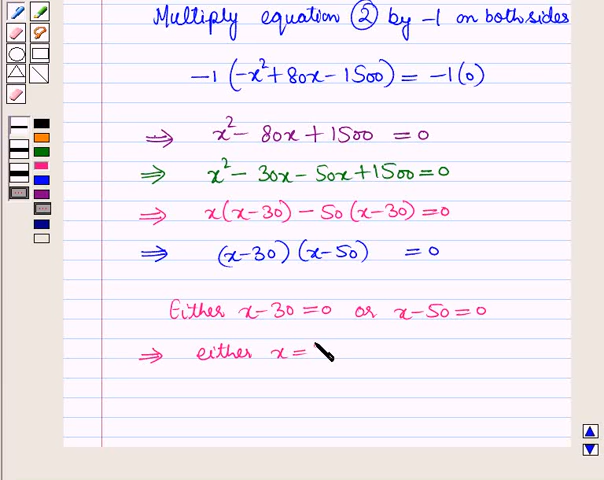 Multiply equation ② by -1 on both sides
-1(-x²+80x-1500) = -1(0)
⇒ x²- 80x+1500 = 0
⇒ x²- 30x- 50x+1500=0
⇒ x(x-30) - 50(x-30)=0
⇒ (x-30)(x-50) = 0
Either x-30=0 or x-50=0
⇒ either x=